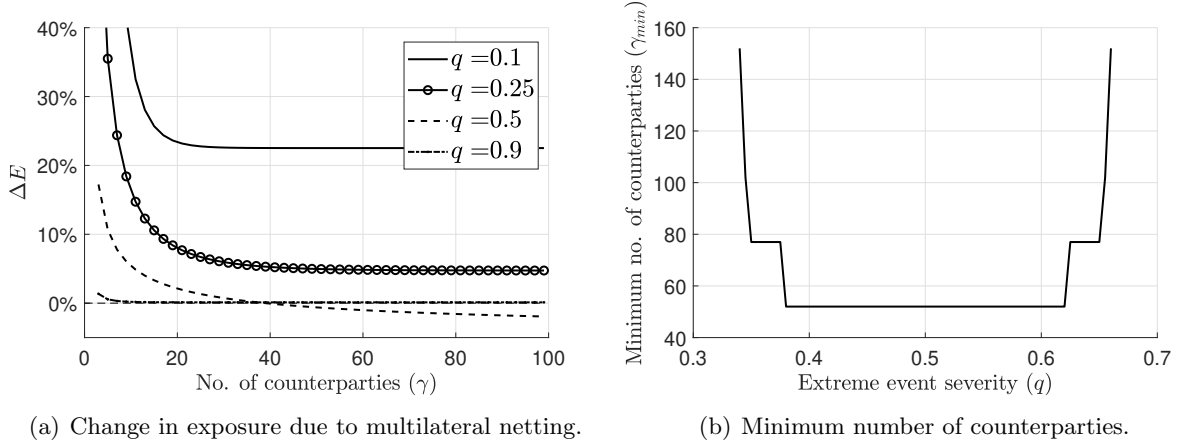 40%
30%
20%
10%
0%
ΔE
0 20 40 60 80 100
No. of counterparties (γ)
q =0.1
q =0.25
q =0.5
q =0.9
(a) Change in exposure due to multilateral netting.
160
140
120
100
80
60
40
Minimum no. of counterparties (γmin)
0.3 0.4 0.5 0.6 0.7
Extreme event severity (q)
(b) Minimum number of counterparties.